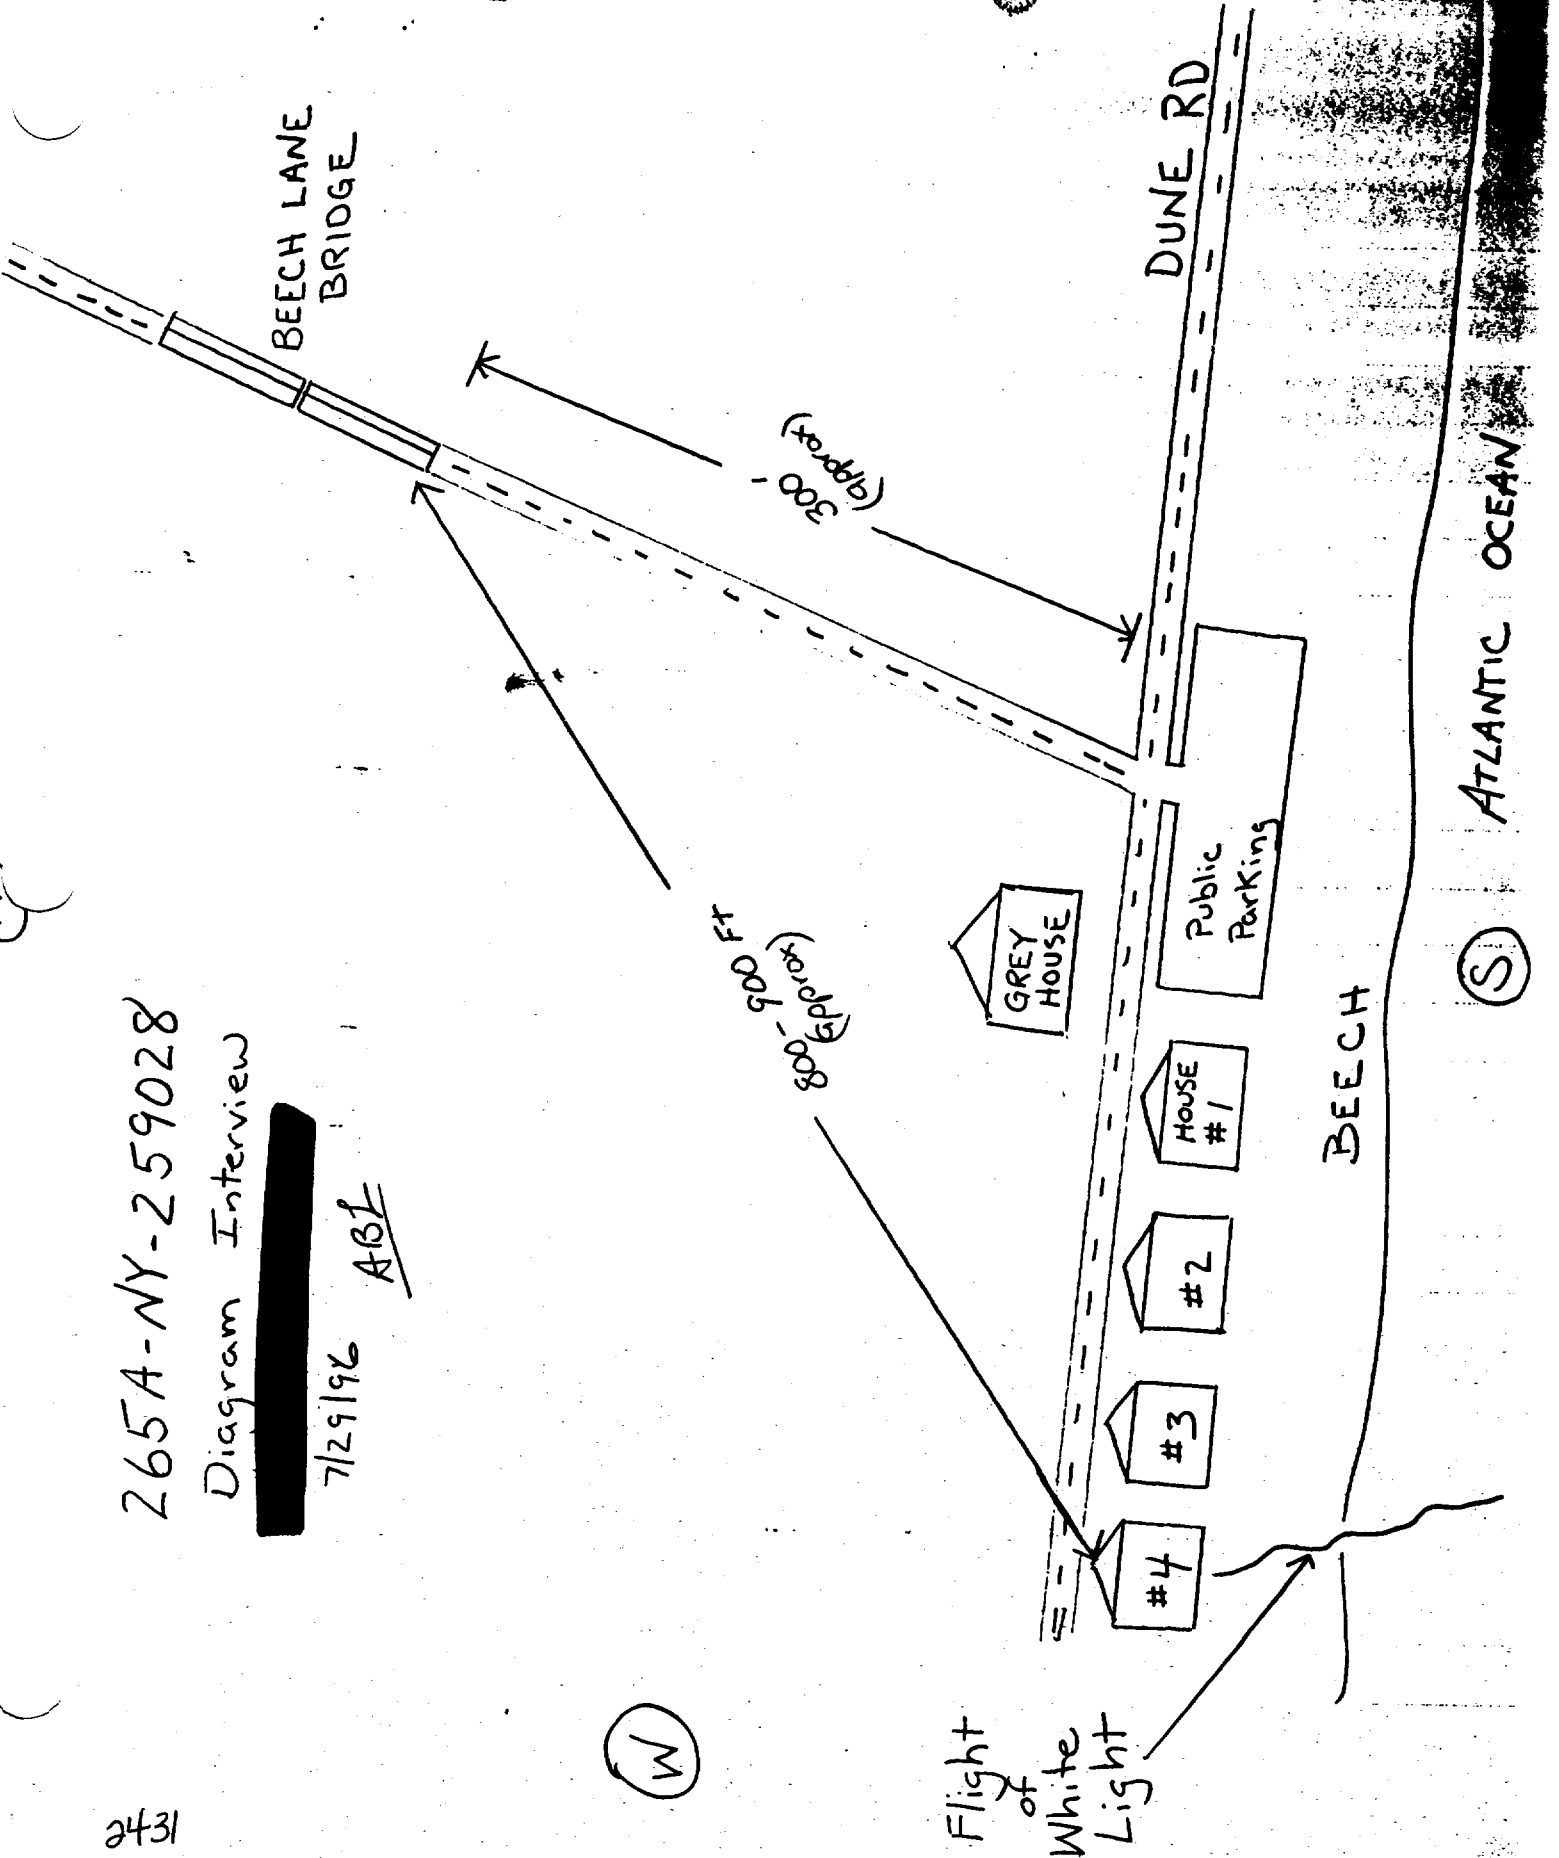 2431
265A-NY-259028
Diagram Interview
7/29/96
BEECH LANE
BRIDGE
300'
(approx)
800-900 FT
(approx)
W
DUNE RD
GREY
HOUSE
Public
Parking
HOUSE
#1
#2
#3
#4
Flight
of
White
Light
BEECH
ATLANTIC OCEAN
S